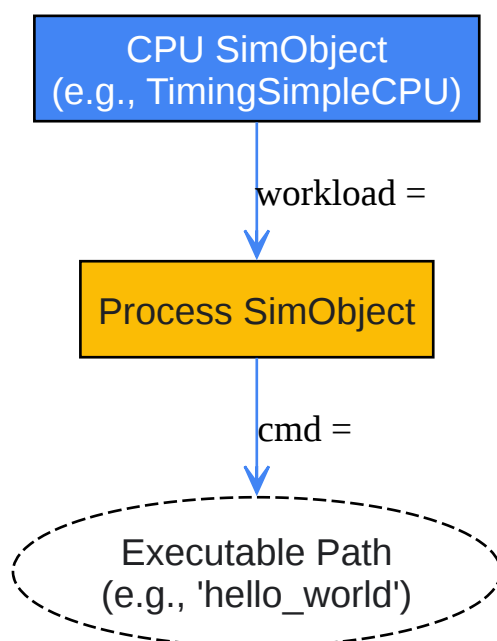 CPU SimObject
(e.g., TimingSimpleCPU)
workload =
Process SimObject
cmd =
Executable Path
(e.g., 'hello_world')